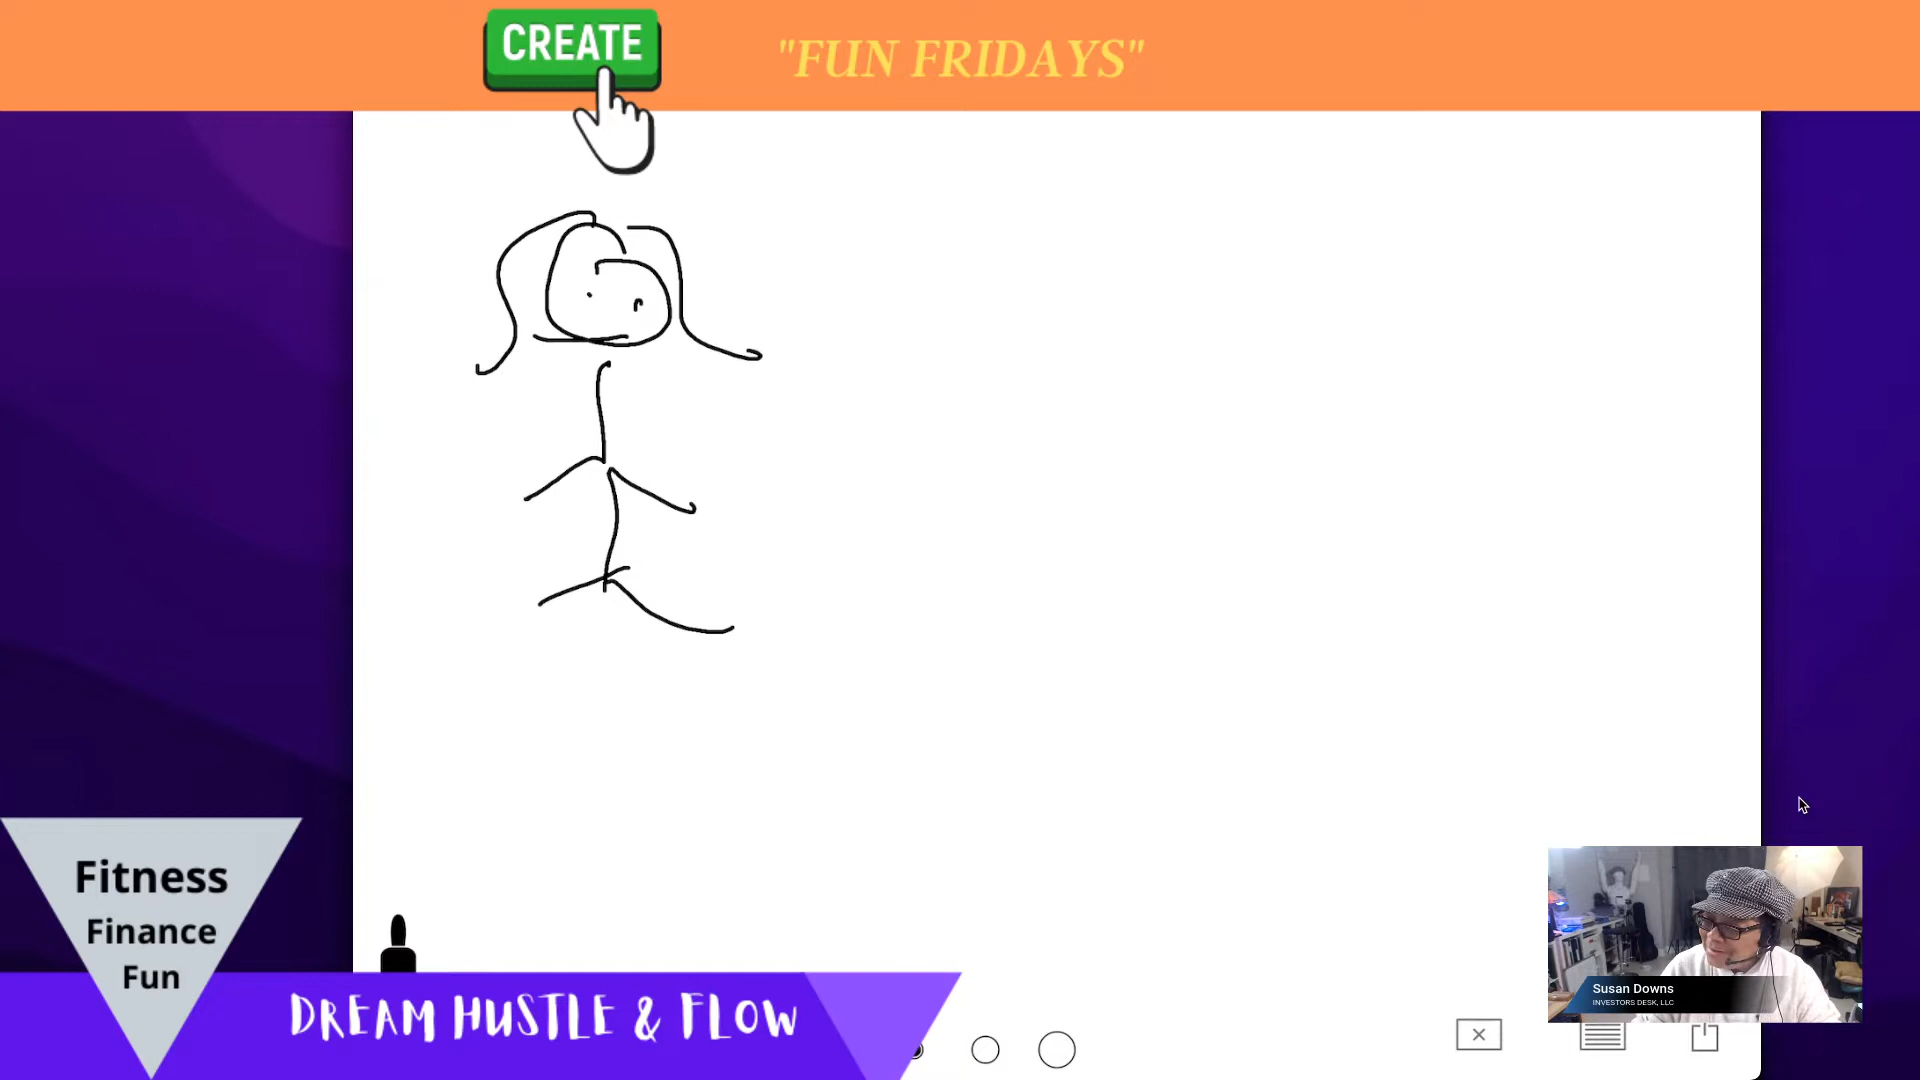 CREATE
"FUN FRIDAYS"
Fitness
Finance
Fun
DREAM HUSTLE & FLOW
Susan Downs
INVESTORS DESK, LLC